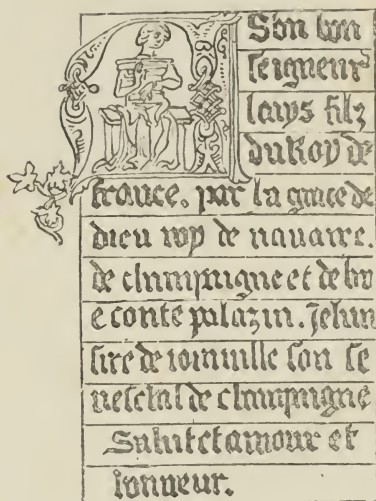 A Son bon
seigneur
looys filz
du Roy de
france. par la grace de
dieu roy de nauarre.
de champaigne et de bri
e conte palazin. Jehan
sire de ioinuille son se
neschal de champaigne
Salut et amour et
honneur.